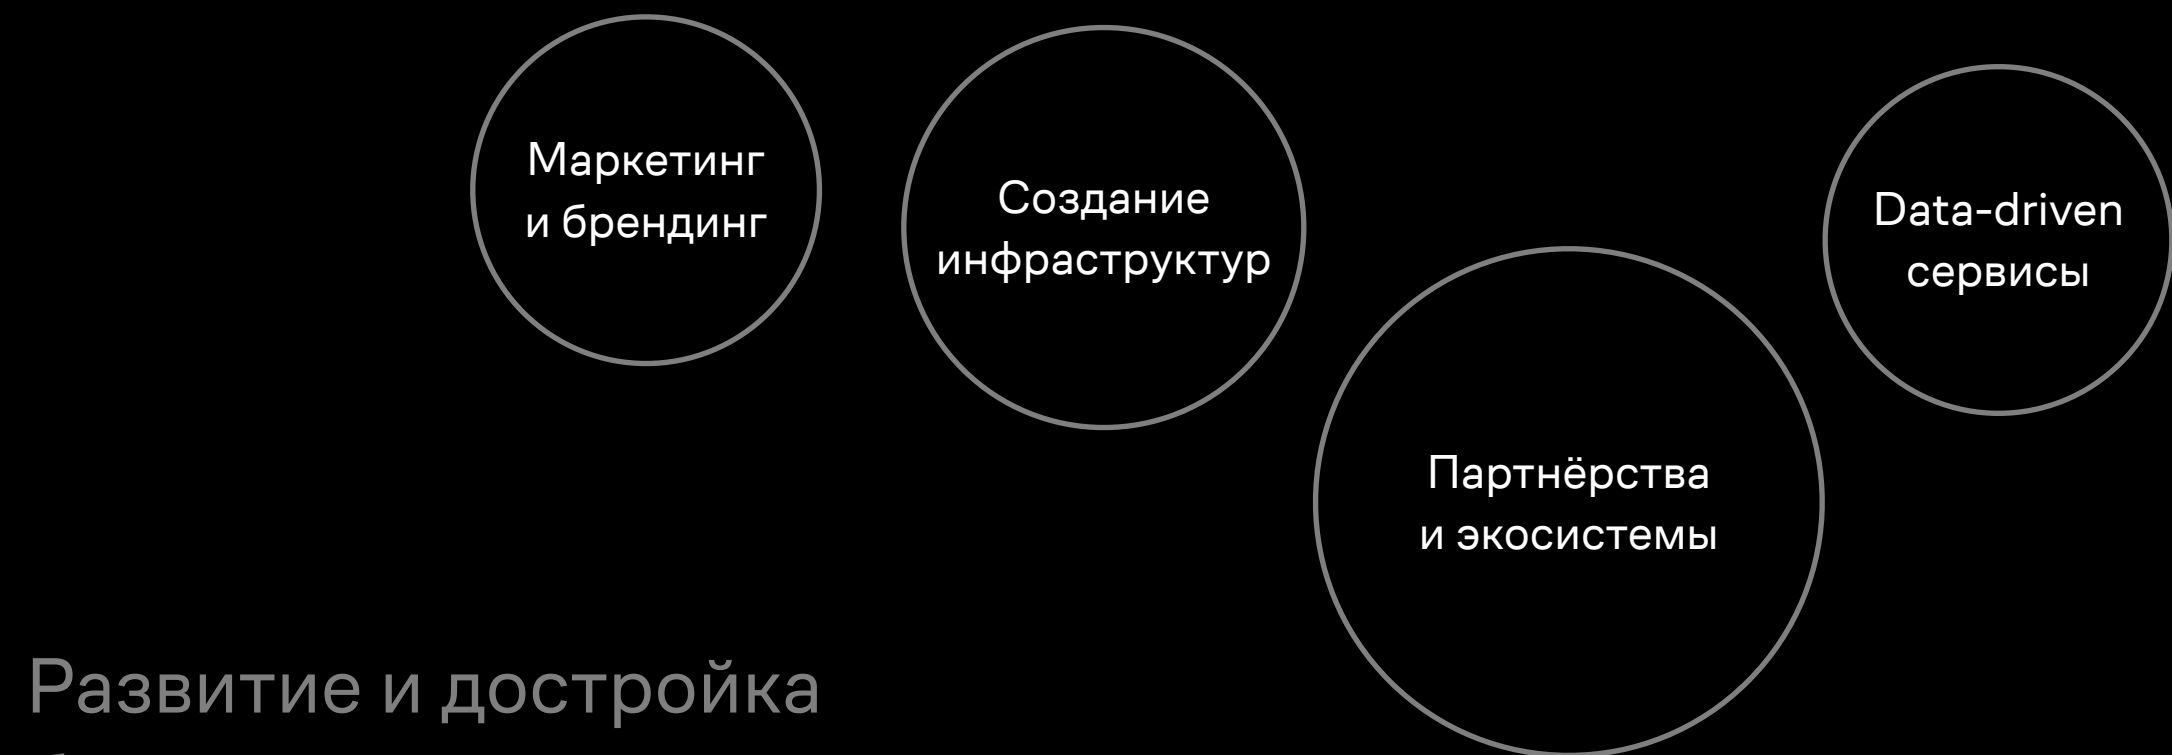 Маркетинг
и брендинг
Создание
инфраструктур
Data-driven
сервисы
Партнёрства
и экосистемы
Развитие и достройка